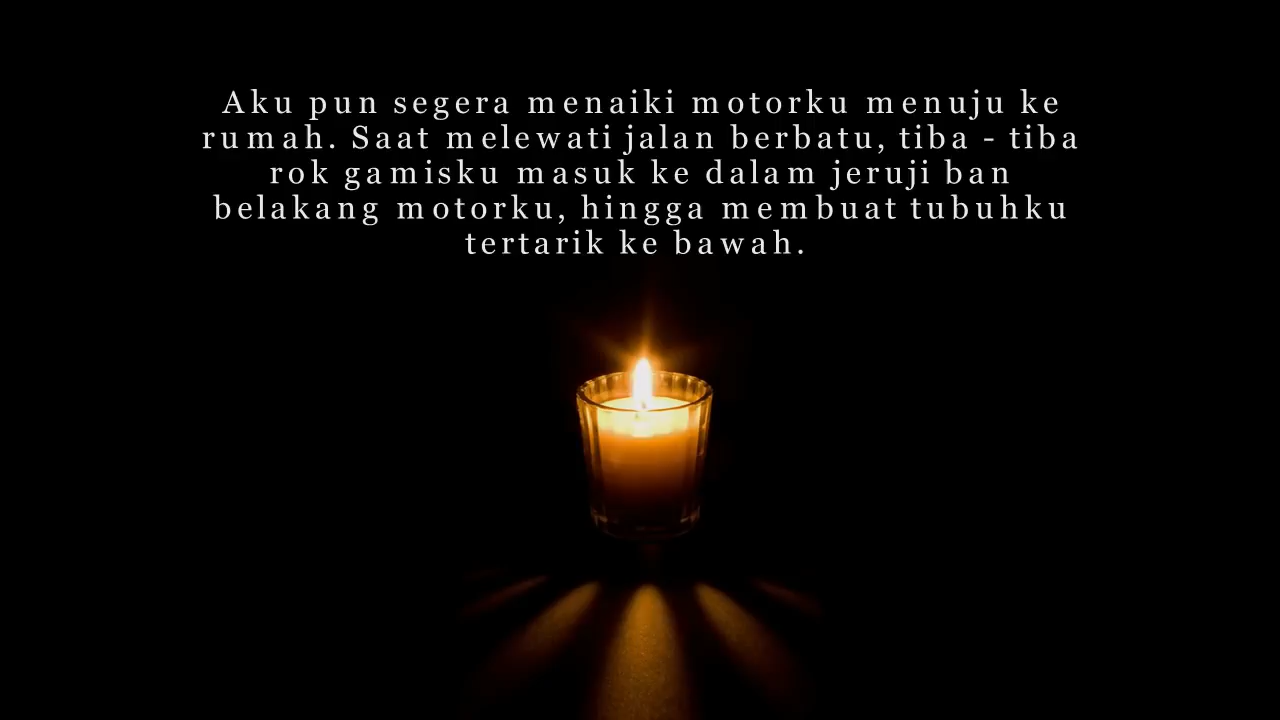 Aku pun segera menaiki motorku menuju ke
rumah. Saat melewati jalan berbatu, tiba - tiba
rok gamisku masuk ke dalam jeruji ban
belakang motorku, hingga membuat tubuhku
tertarik ke bawah.